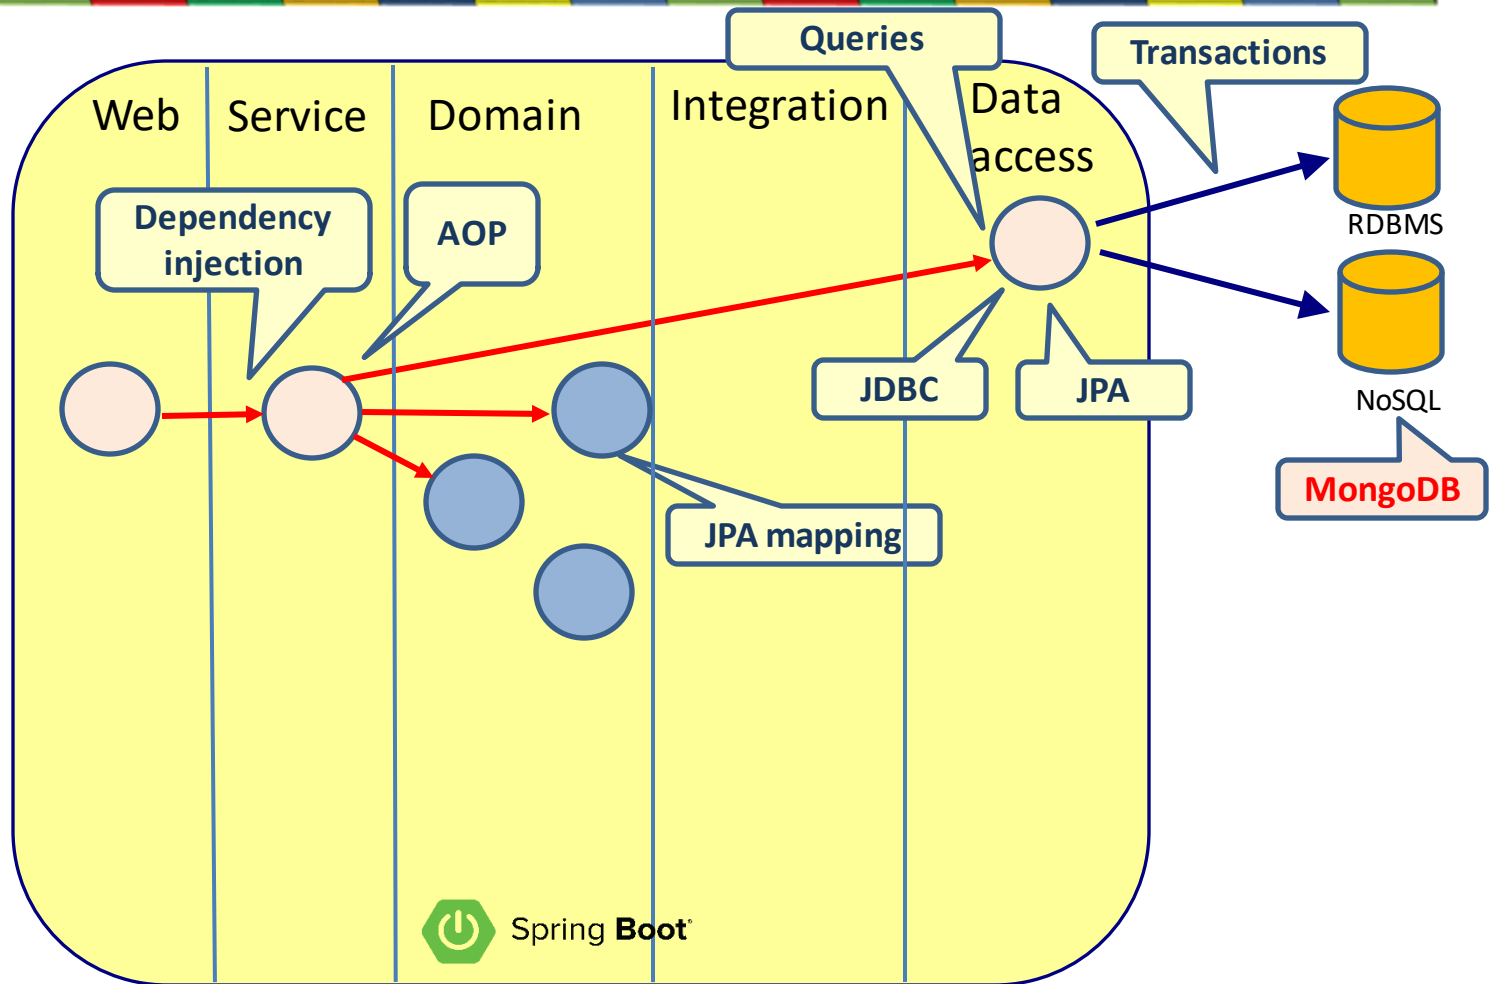 Queries
Transactions
Web
Service
Domain
Integration
Data
access
Dependency
injection
AOP
RDBMS
JDBC
JPA
NoSQL
MongoDB
JPA mapping
Spring Boot